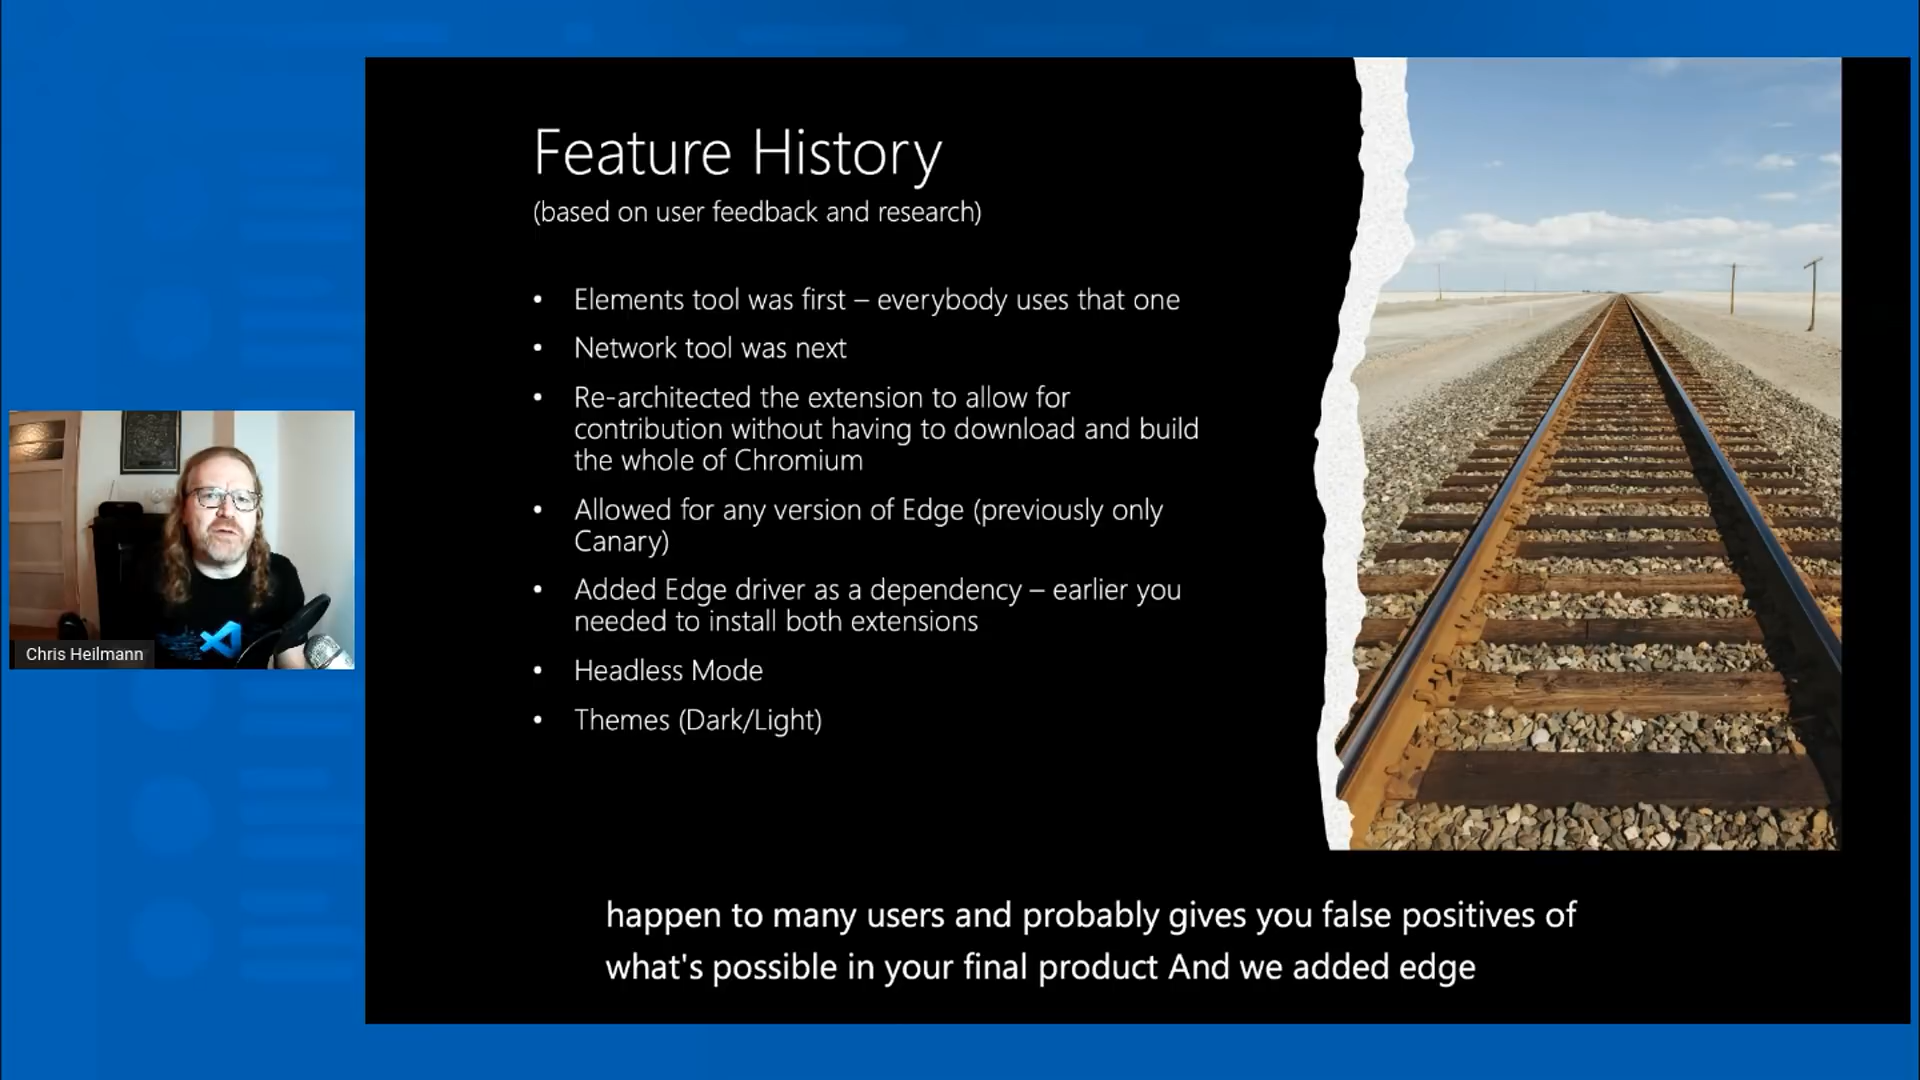 Feature History
(based on user feedback and research)
• Elements tool was first – everybody uses that one
• Network tool was next
• Re-architected the extension to allow for
contribution without having to download and build
the whole of Chromium
• Allowed for any version of Edge (previously only
Canary)
• Added Edge driver as a dependency – earlier you
needed to install both extensions
• Headless Mode
• Themes (Dark/Light)
Chris Heilmann
happen to many users and probably gives you false positives of
what's possible in your final product And we added edge